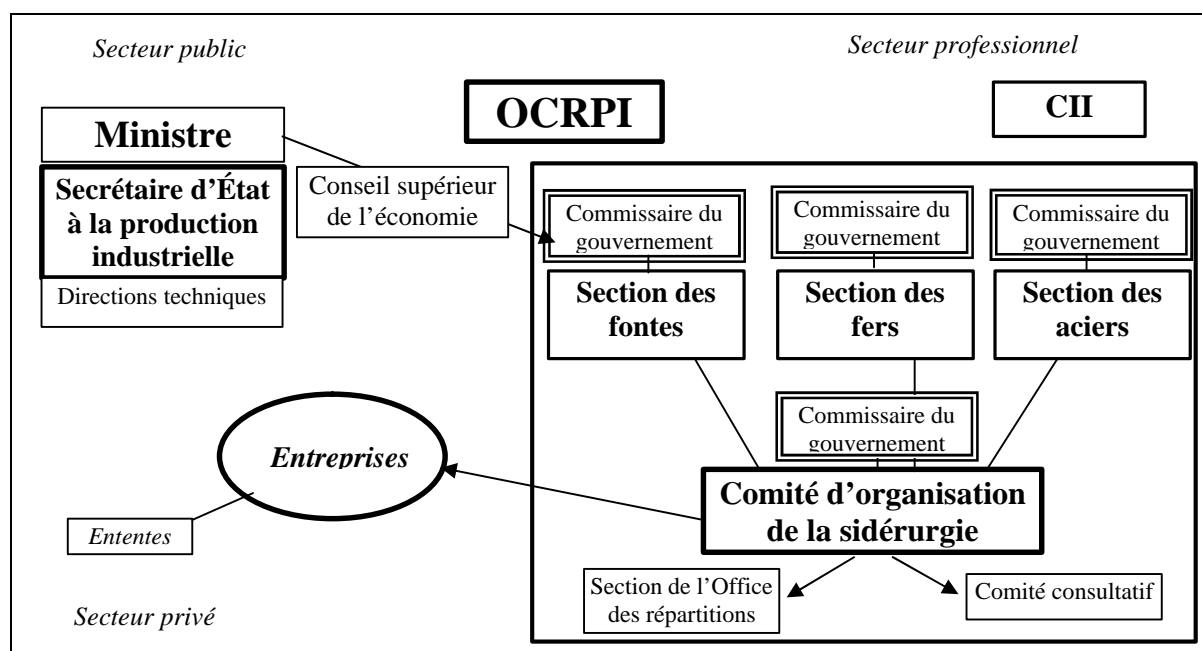 Secteur public
Secteur professionnel
OCRPI
CII
Ministre
Secrétaire d'État
à la production
industrielle
Directions techniques
Conseil supérieur
de l'économie
Commissaire du
gouvernement
Commissaire du
gouvernement
Commissaire du
gouvernement
Section des
fontes
Section des
fers
Section des
aciers
Commissaire du
gouvernement
Entreprises
Comité d'organisation
de la sidérurgie
Ententes
Section de l'Office
des répartitions
Comité consultatif
Secteur privé